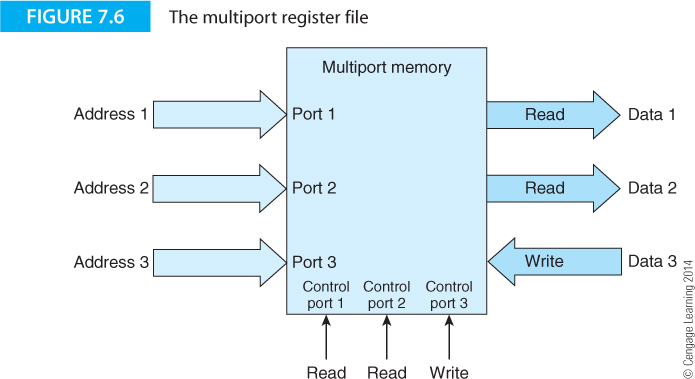 FIGURE 7.6 The multiport register file
Multiport memory
Address 1 Port 1 Read Data 1
Address 2 Port 2 Read Data 2
Address 3 Port 3 Write Data 3
Control Control Control
port 1 port 2 port 3
Read Read Write
© Cengage Learning 2014